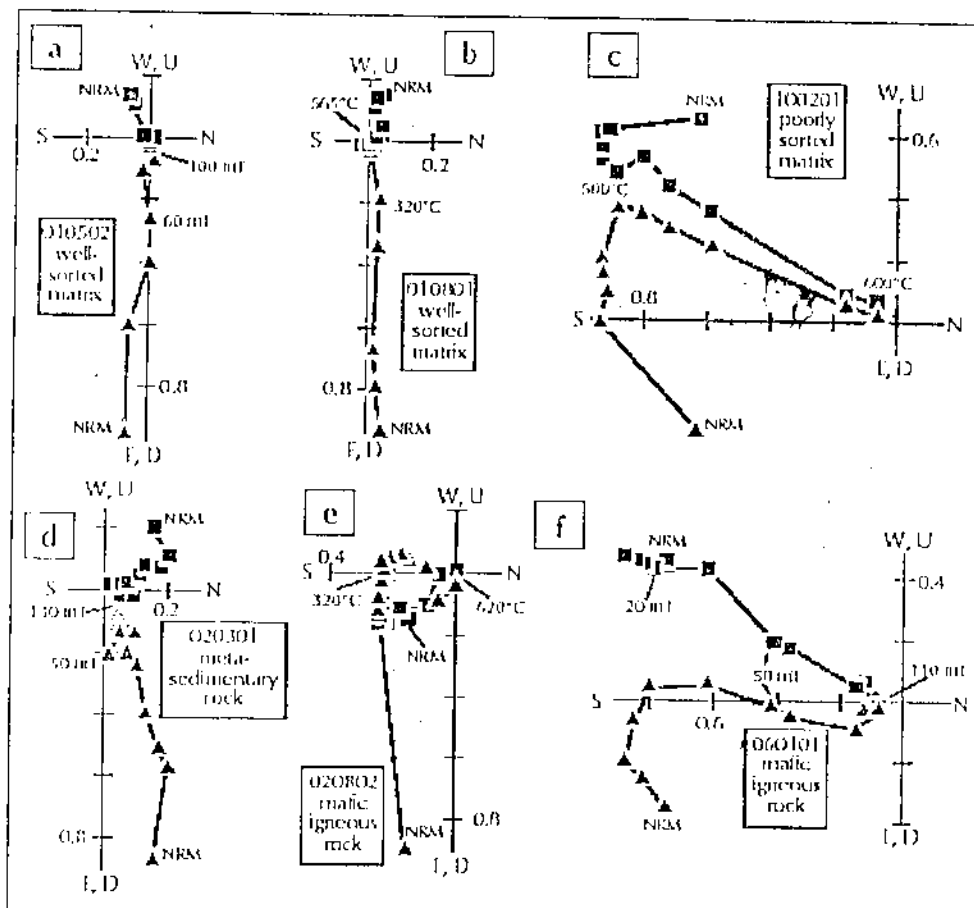 a
W, U
NRM
S
N
0.2
100 mT
60 mT
010502
well-
sorted
matrix
0.8
NRM
E, D
b
W, U
NRM
565°C
S
N
0.2
320°C
010801
well-
sorted
matrix
0.8
NRM
E, D
c
NRM
100201
poorly
sorted
matrix
0.6
500°C
600°C
0.8
S
N
E, D
NRM
d
W, U
NRM
S
N
0.2
130 mT
50 mT
020301
meta-
sedimentary
rock
0.8
NRM
E, D
e
W, U
0.4
S
N
320°C
620°C
NRM
020802
mafic
igneous
rock
0.8
NRM
E, D
f
W, U
NRM
0.4
20 mT
50 mT
110 mT
S
N
0.6
060101
mafic
igneous
rock
NRM
E, D